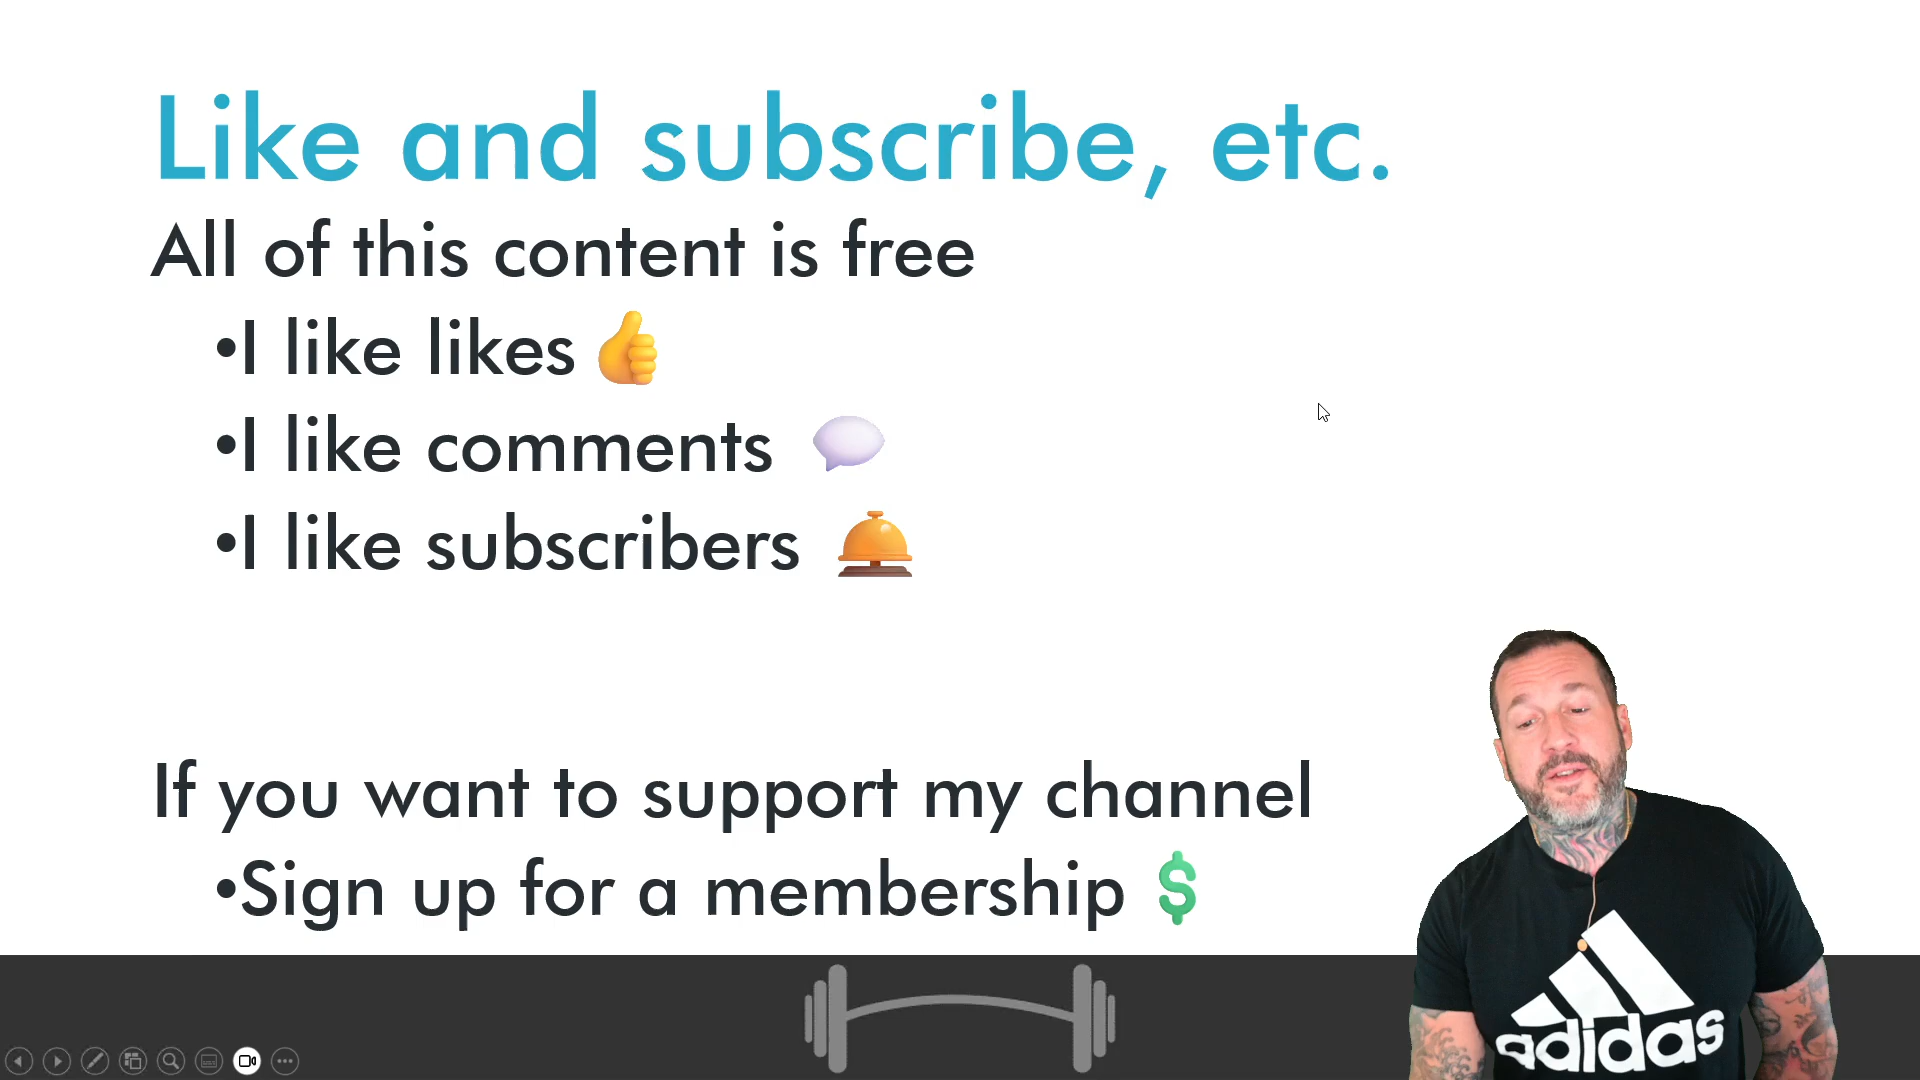 Like and subscribe, etc.
All of this content is free
•I like likes 👍
•I like comments 💬
•I like subscribers 🛎️
If you want to support my channel
•Sign up for a membership 💲
adidas